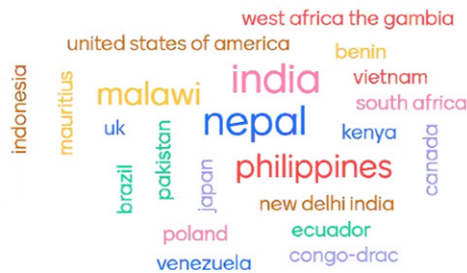 west africa the gambia
united states of america
benin
indonesia
mauritius
malawi
india
vietnam
south africa
uk
nepal
kenya
canada
brazil
pakistan
japan
philippines
new delhi india
poland
ecuador
venezuela
congo-drac